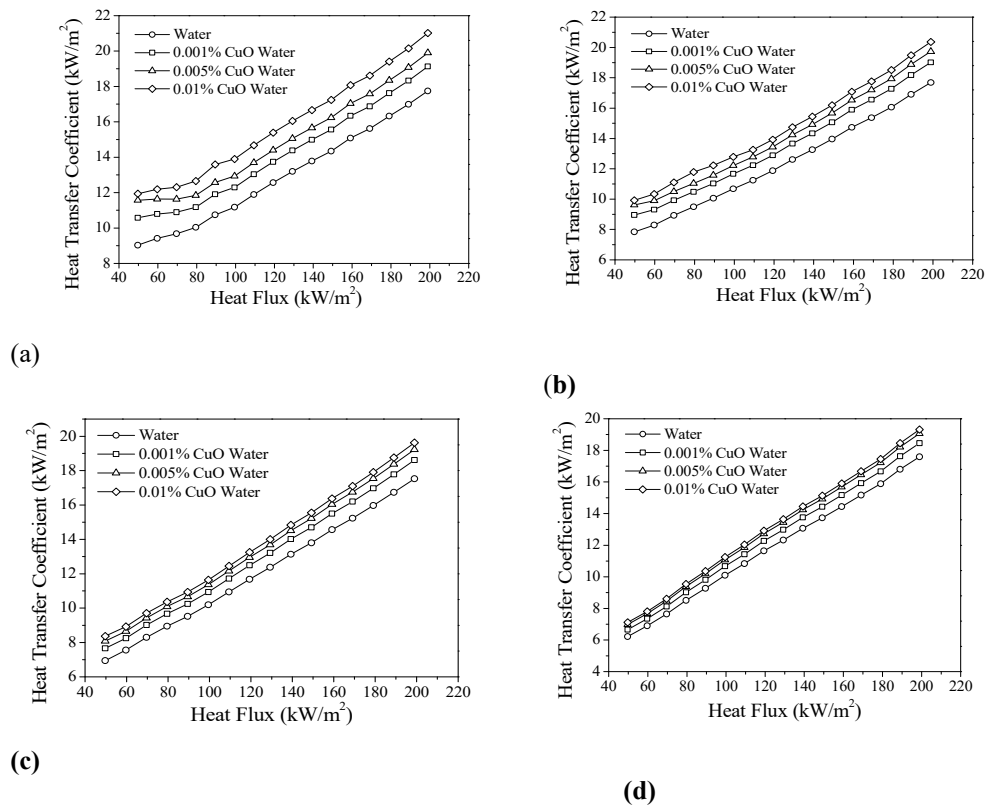 Heat Transfer Coefficient (kW/m²)
22
20
18
16
14
12
10
8
Water
0.001% CuO Water
0.005% CuO Water
0.01% CuO Water
40 60 80 100 120 140 160 180 200 220
Heat Flux (kW/m²)
(a)
Heat Transfer Coefficient (kW/m²)
22
20
18
16
14
12
10
8
6
Water
0.001% CuO Water
0.005% CuO Water
0.01% CuO Water
40 60 80 100 120 140 160 180 200 220
Heat Flux (kW/m²)
(b)
Heat Transfer Coefficient (kW/m²)
20
18
16
14
12
10
8
6
Water
0.001% CuO Water
0.005% CuO Water
0.01% CuO Water
40 60 80 100 120 140 160 180 200 220
Heat Flux (kW/m²)
(c)
Heat Transfer Coefficient (kW/m²)
20
18
16
14
12
10
8
6
4
Water
0.001% CuO Water
0.005% CuO Water
0.01% CuO Water
40 60 80 100 120 140 160 180 200 220
Heat Flux (kW/m²)
(d)